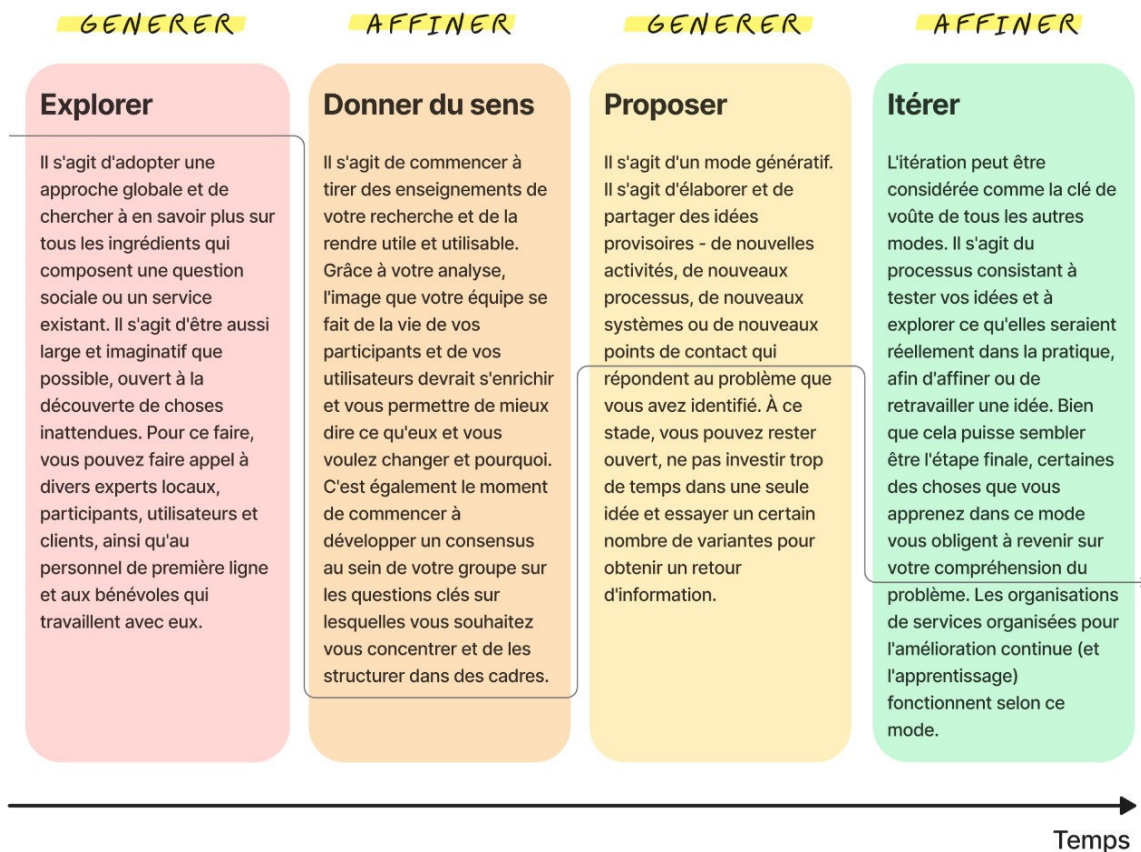 GENERER
AFFINER
GENERER
AFFINER
Explorer
Il s'agit d'adopter une
approche globale et de
chercher à en savoir plus sur
tous les ingrédients qui
composent une question
sociale ou un service
existant. Il s'agit d'être aussi
large et imaginatif que
possible, ouvert à la
découverte de choses
inattendues. Pour ce faire,
vous pouvez faire appel à
divers experts locaux,
participants, utilisateurs et
clients, ainsi qu'au
personnel de première ligne
et aux bénévoles qui
travaillent avec eux.
Donner du sens
Il s'agit de commencer à
tirer des enseignements de
votre recherche et de la
rendre utile et utilisable.
Grâce à votre analyse,
l'image que votre équipe se
fait de la vie de vos
participants et de vos
utilisateurs devrait s'enrichir
et vous permettre de mieux
dire ce qu'eux et vous
voulez changer et pourquoi.
C'est également le moment
de commencer à
développer un consensus
au sein de votre groupe sur
les questions clés sur
lesquelles vous souhaitez
vous concentrer et de les
structurer dans des cadres.
Proposer
Il s'agit d'un mode génératif.
Il s'agit d'élaborer et de
partager des idées
provisoires - de nouvelles
activités, de nouveaux
processus, de nouveaux
systèmes ou de nouveaux
points de contact qui
répondent au problème que
vous avez identifié. À ce
stade, vous pouvez rester
ouvert, ne pas investir trop
de temps dans une seule
idée et essayer un certain
nombre de variantes pour
obtenir un retour
d'information.
Itérer
L'itération peut être
considérée comme la clé de
voûte de tous les autres
modes. Il s'agit du
processus consistant à
tester vos idées et à
explorer ce qu'elles seraient
réellement dans la pratique,
afin d'affiner ou de
retravailler une idée. Bien
que cela puisse sembler
être l'étape finale, certaines
des choses que vous
apprenez dans ce mode
vous obligent à revenir sur
votre compréhension du
problème. Les organisations
de services organisées pour
l'amélioration continue (et
l'apprentissage)
fonctionnent selon ce
mode.
Temps